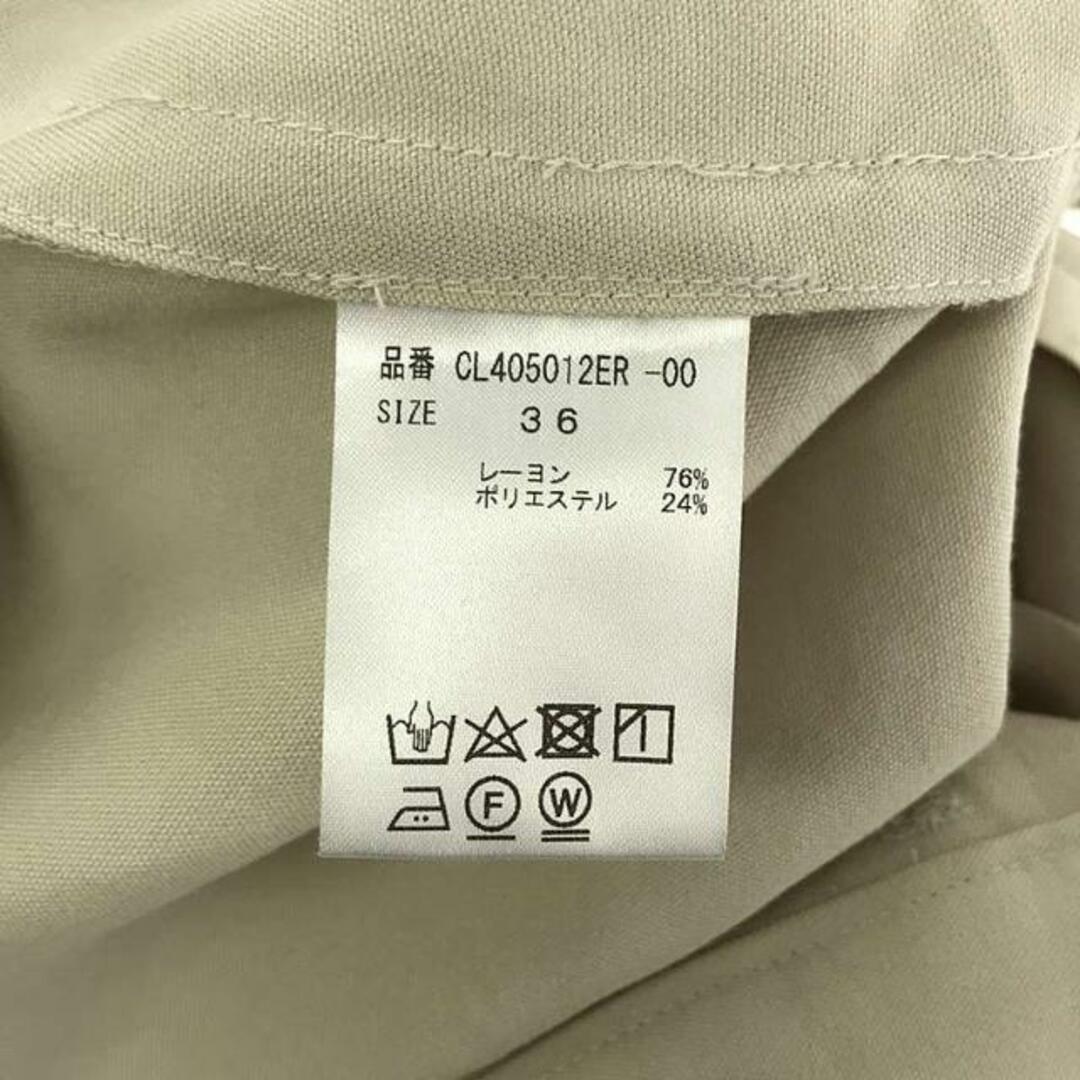 品番 CL405012ER -00
SIZE 36
レーヨン 76%
ポリエステル 24%
F W